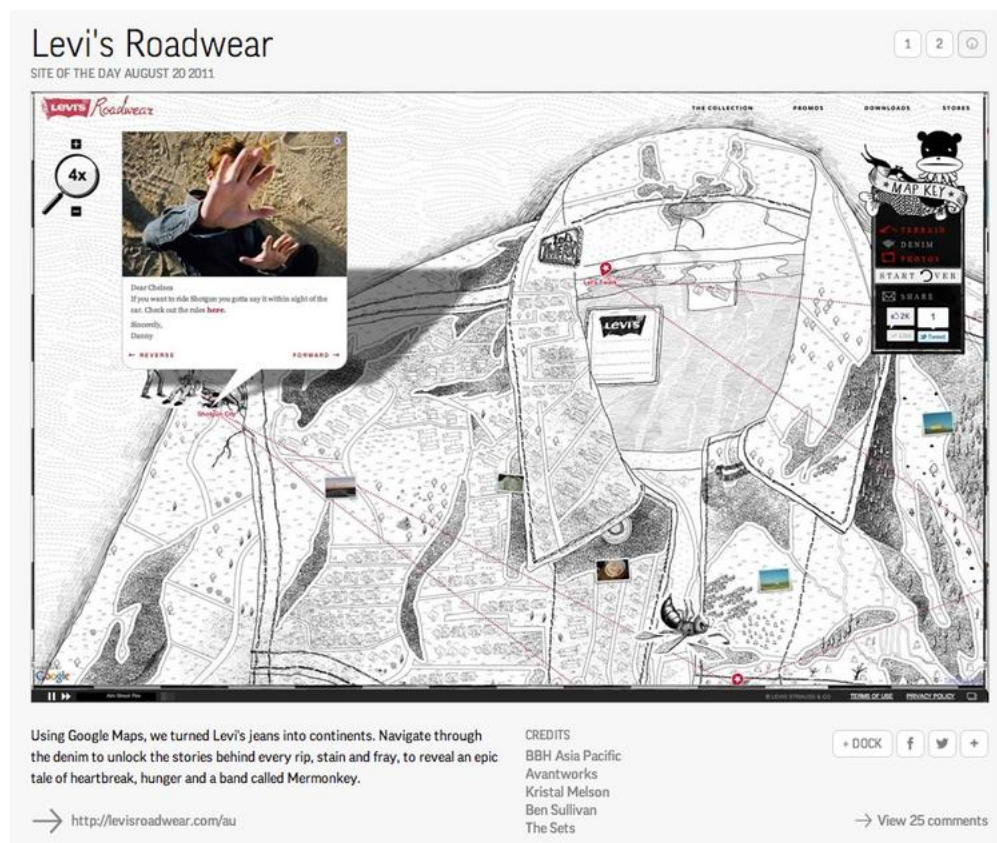 Levi's Roadwear
1 2
SITE OF THE DAY AUGUST 20 2011
LEVI'S Roadwear
THE COLLECTION PROMOS DOWNLOADS STORES
4x
MAP KEY
TERRAIN
DENIM
PHOTOS
START OVER
SHARE
2K 1
Like Tweet
Dear Chelsea
If you want to ride Shotgun you gotta say it within sight of the
car. Check out the rules here.
Sincerely,
Danny
← REVERSE FORWARD →
LEVI'S
Google
© LEVI STRAUSS & CO TERMS OF USE PRIVACY POLICY
Using Google Maps, we turned Levi's jeans into continents. Navigate through
the denim to unlock the stories behind every rip, stain and fray, to reveal an epic
tale of heartbreak, hunger and a band called Mermonkey.
http://levisroadwear.com/au
CREDITS
BBH Asia Pacific
Avantworks
Kristal Melson
Ben Sullivan
The Sets
+ DOCK f +
View 25 comments